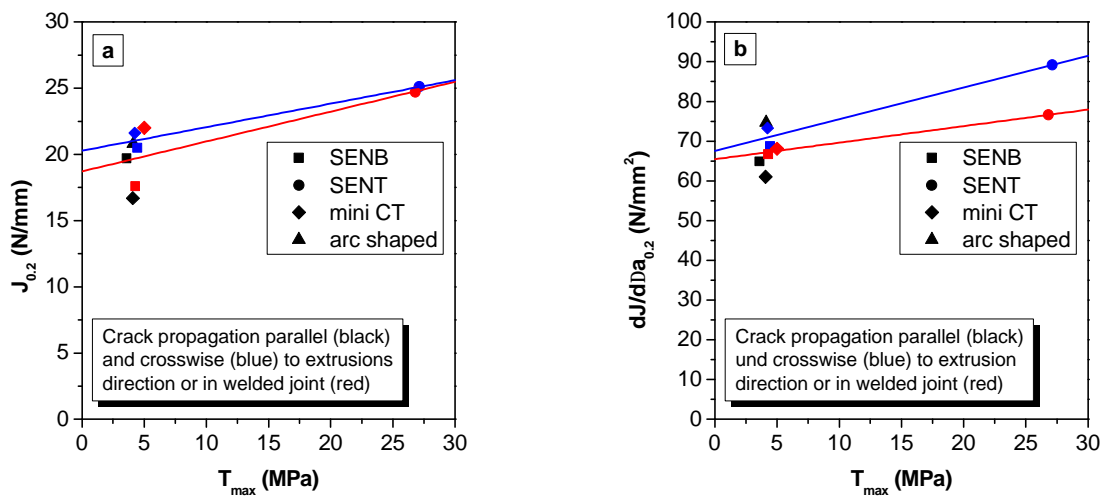 a
J0.2 (N/mm)
30
25
20
15
10
5
0
SENB
SENT
mini CT
arc shaped
Crack propagation parallel (black)
and crosswise (blue) to extrusions
direction or in welded joint (red)
0 5 10 15 20 25 30
Tmax (MPa)
b
dJ/dDa0.2 (N/mm2)
100
90
80
70
60
50
40
30
20
10
0
SENB
SENT
mini CT
arc shaped
Crack propagation parallel (black)
und crosswise (blue) to extrusion
direction or in welded joint (red)
0 5 10 15 20 25 30
Tmax (MPa)